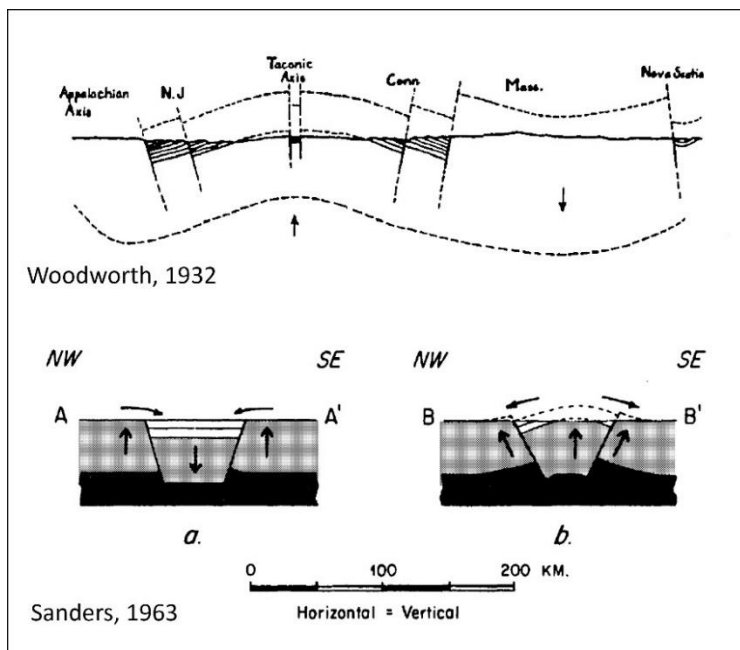 Appalachian Axis
N.J
Taconic Axis
Conn
Mass.
Nova Scotia
Woodworth, 1932
NW SE NW SE
A A' B B'
a. b.
0 100 200 KM.
Horizontal = Vertical
Sanders, 1963